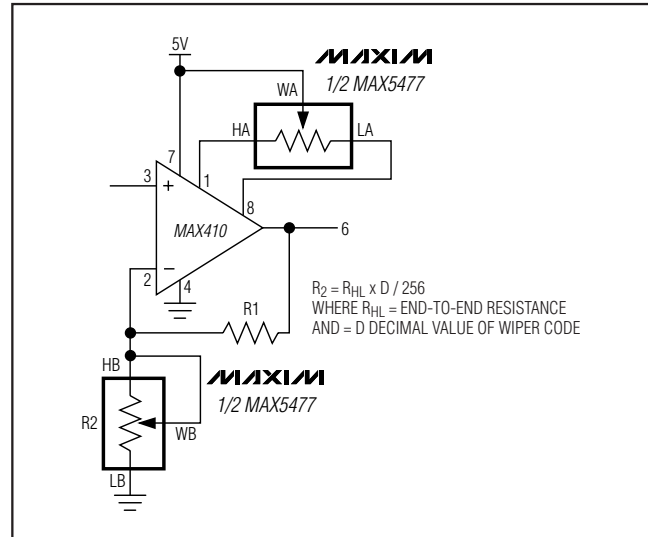 5V
MAXIM
1/2 MAX5477
WA
HA
LA
7
3
1
+
8
MAX410
6
2
−
4
R1
R2 = RHL x D / 256
WHERE RHL = END-TO-END RESISTANCE
AND = D DECIMAL VALUE OF WIPER CODE
HB
MAXIM
1/2 MAX5477
R2
WB
LB